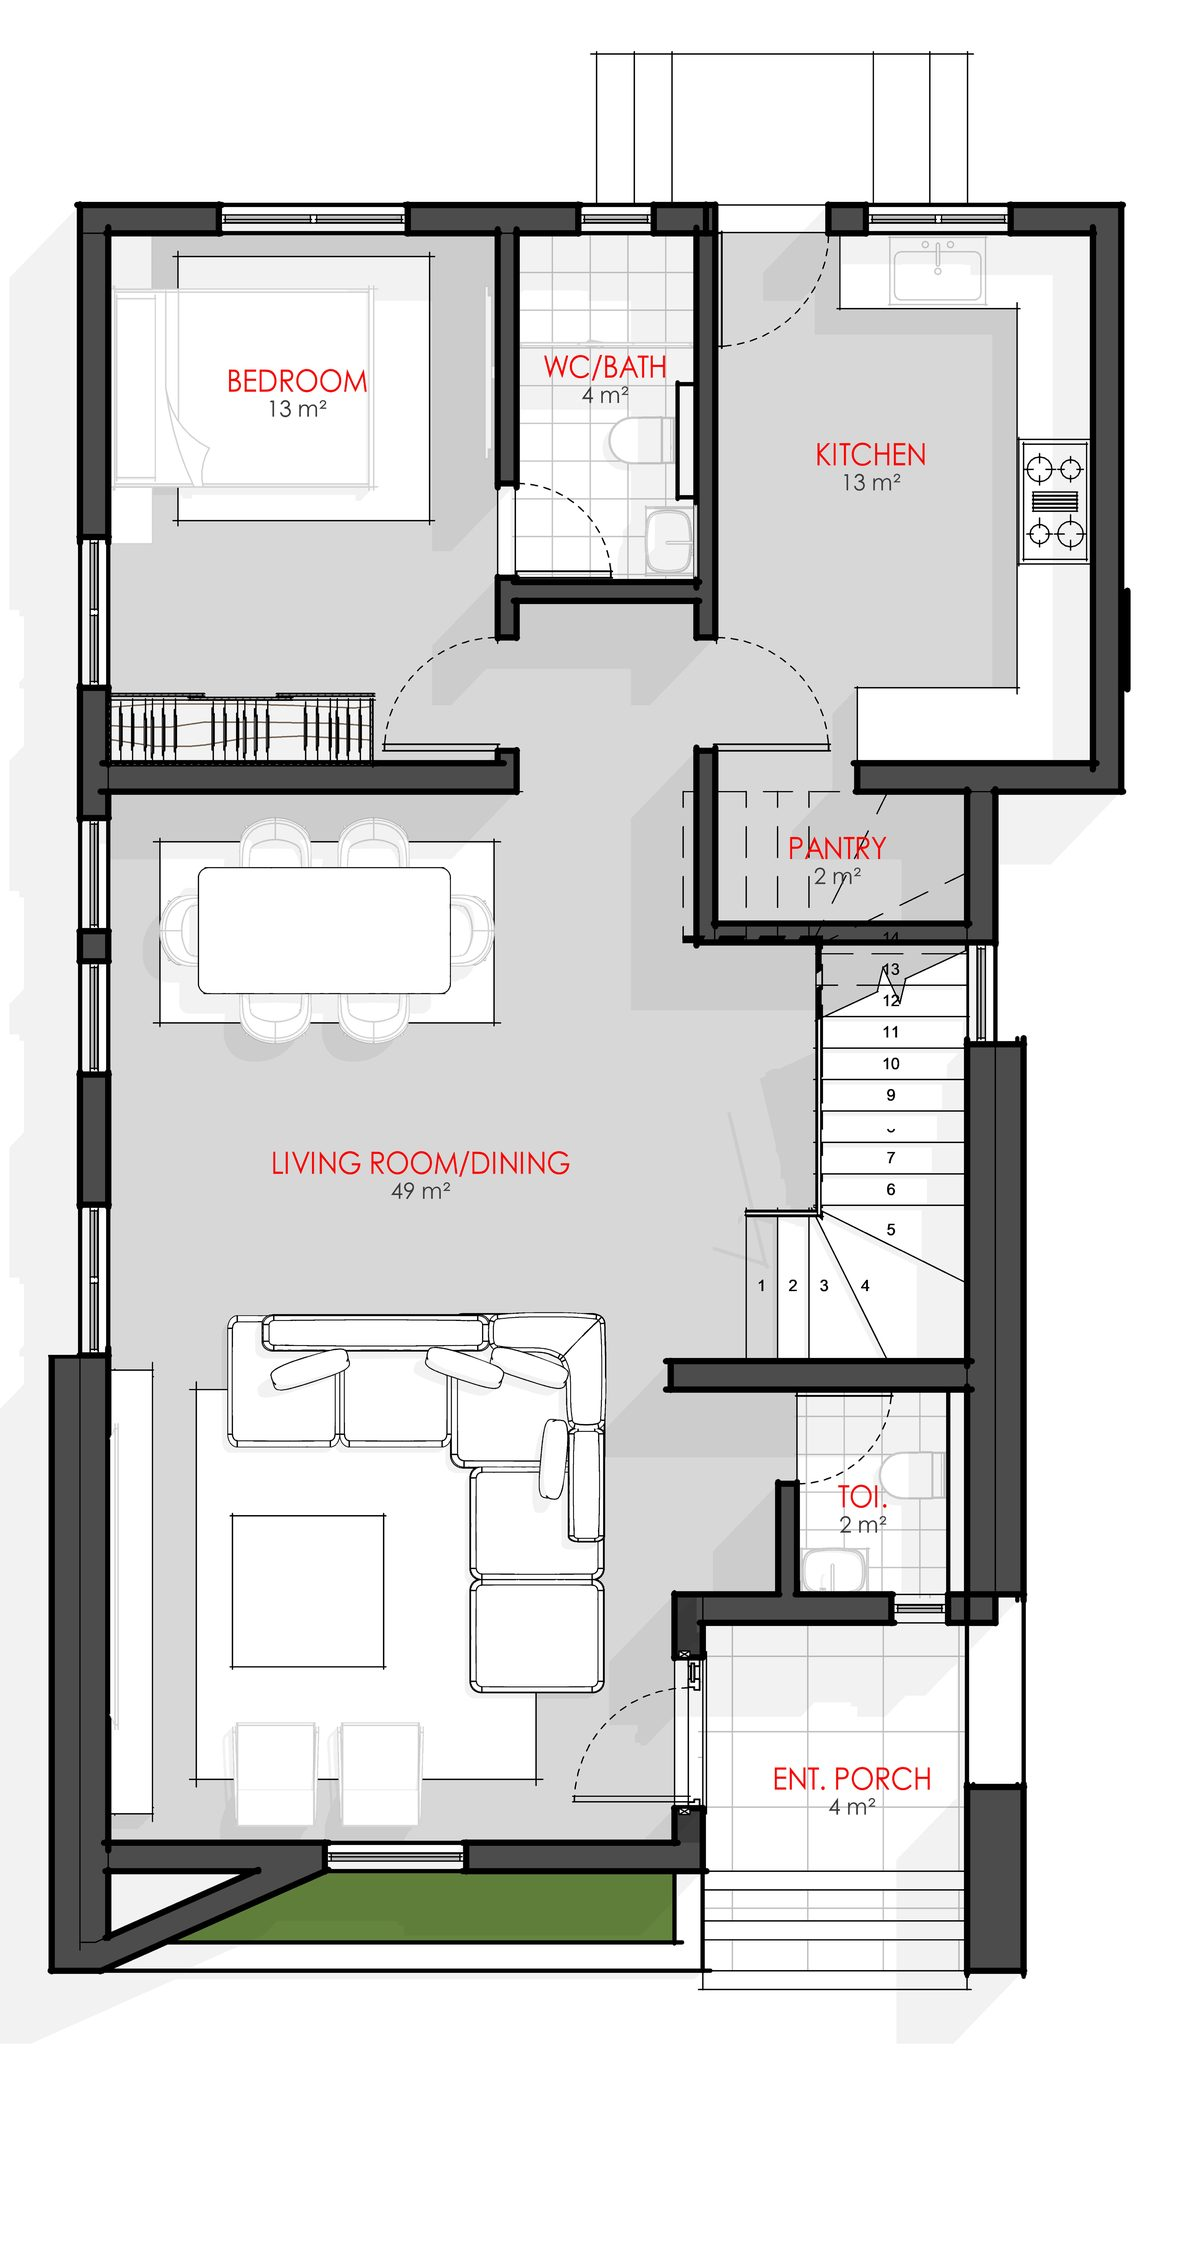 BEDROOM
13 m²
WC/BATH
4 m²
KITCHEN
13 m²
PANTRY
2 m²
14
13
12
11
10
9
7
6
5
LIVING ROOM/DINING
49 m²
1 2 3 4
TOI.
2 m²
ENT. PORCH
4 m²